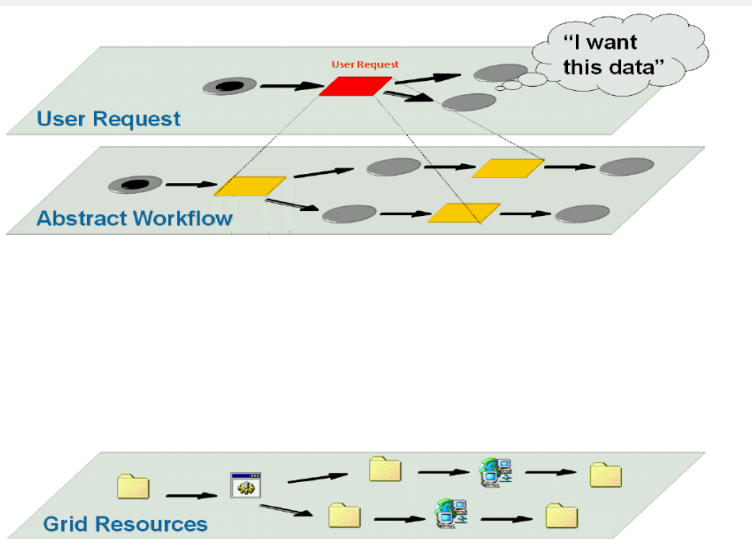 “I want
this data”
User Request
User Request
Abstract Workflow
Grid Resources